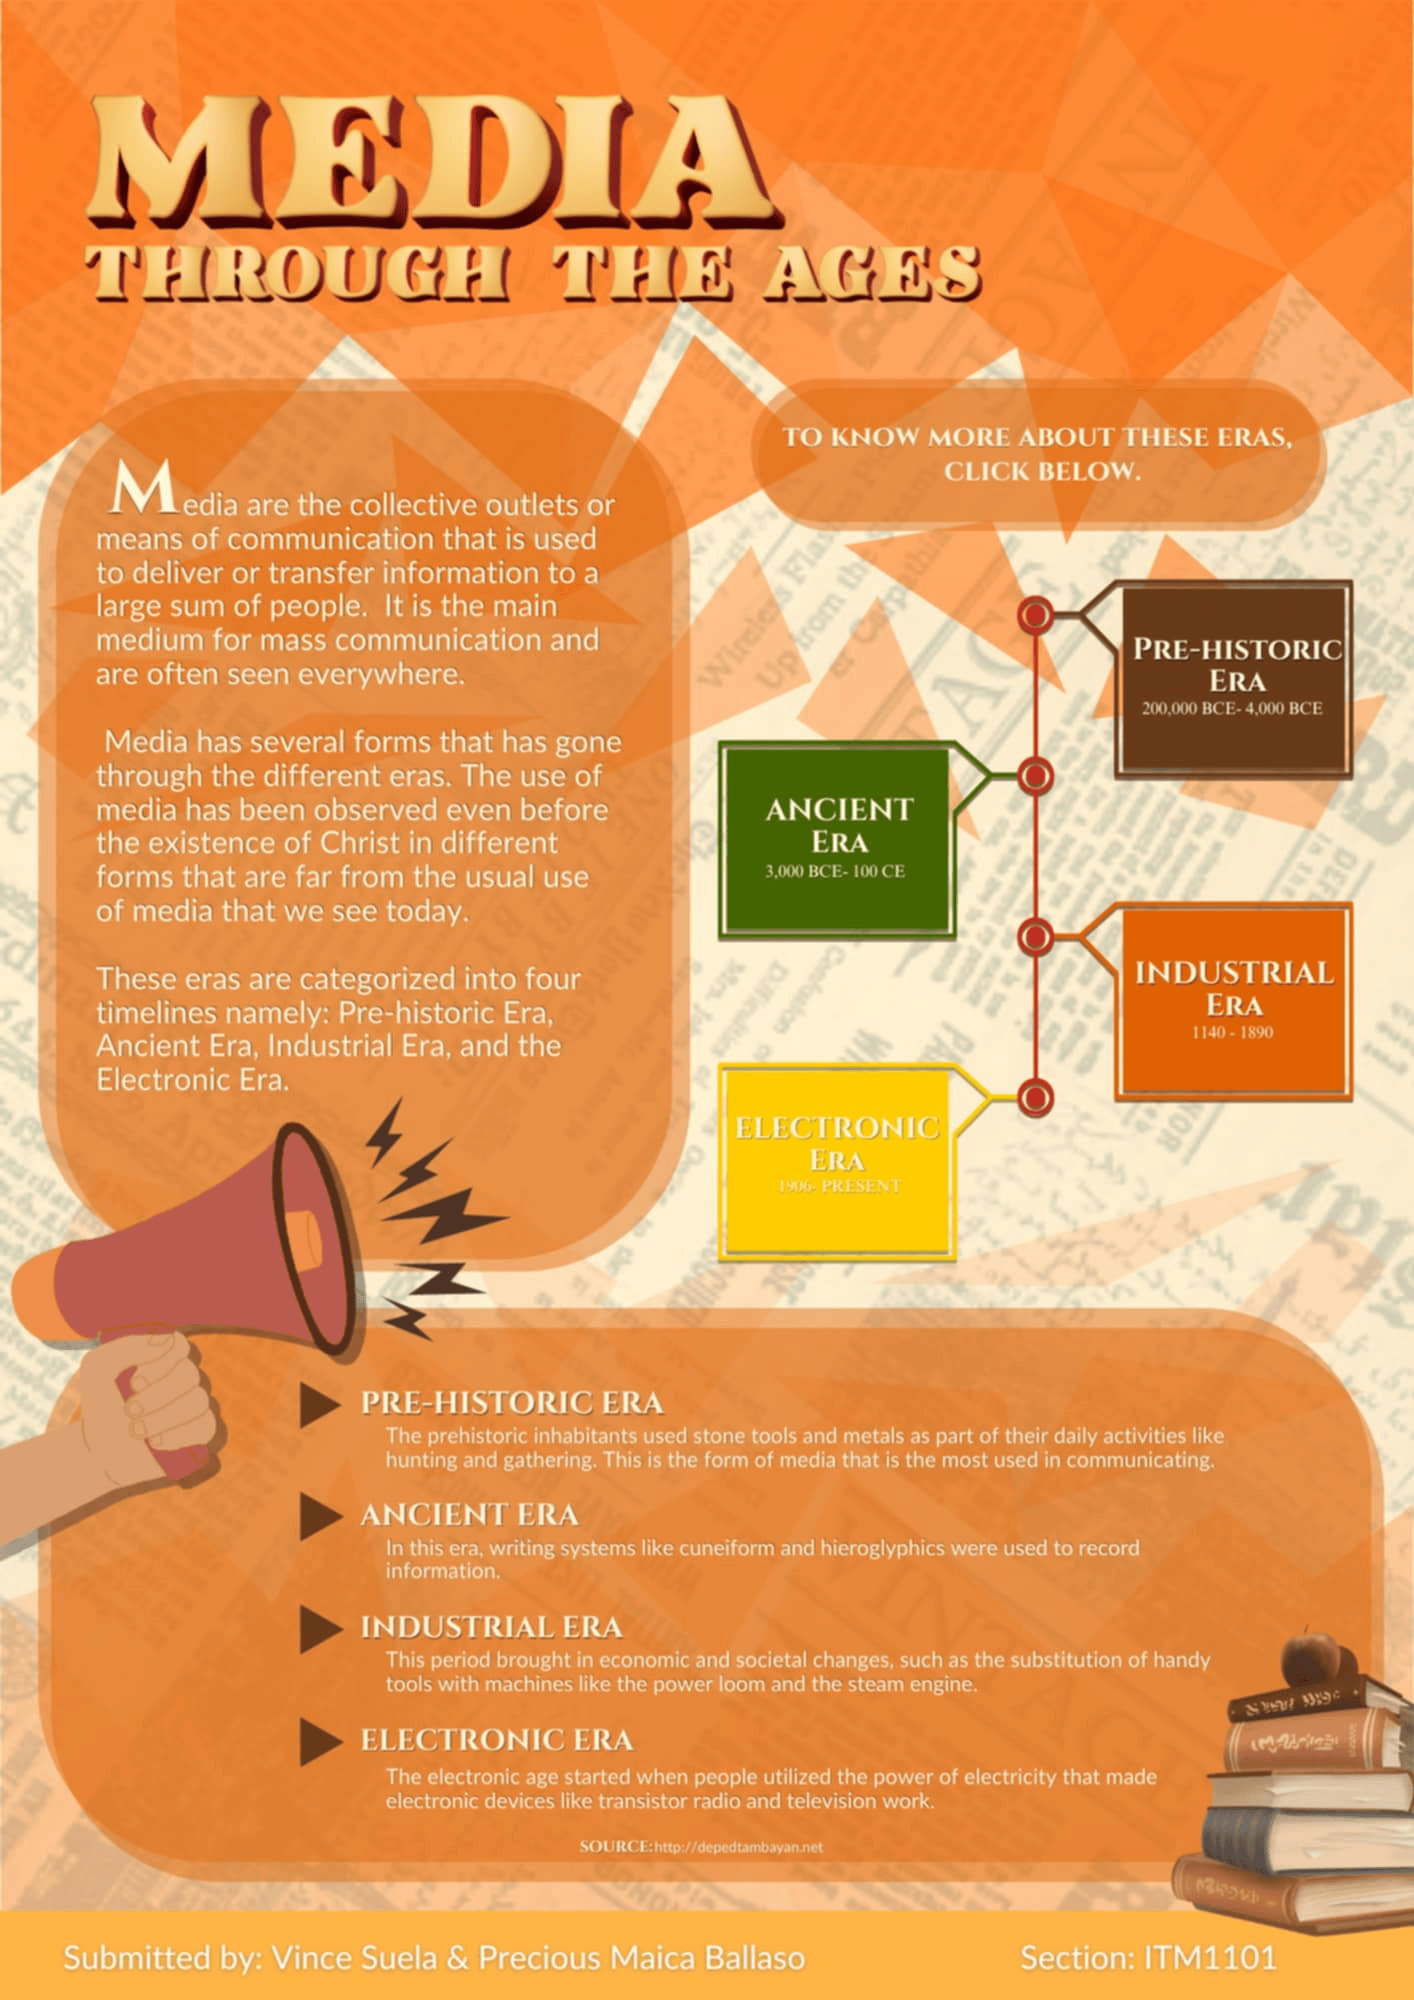 MEDIA
THROUGH THE AGES
Media are the collective outlets or
means of communication that is used
to deliver or transfer information to a
large sum of people. It is the main
medium for mass communication and
are often seen everywhere.
Media has several forms that has gone
through the different eras. The use of
media has been observed even before
the existence of Christ in different
forms that are far from the usual use
of media that we see today.
These eras are categorized into four
timelines namely: Pre-historic Era,
Ancient Era, Industrial Era, and the
Electronic Era.
TO KNOW MORE ABOUT THESE ERAS,
CLICK BELOW.
PRE-HISTORIC
ERA
200,000 BCE- 4,000 BCE
ANCIENT
ERA
3,000 BCE- 100 CE
INDUSTRIAL
ERA
1140 - 1890
ELECTRONIC
ERA
1906- PRESENT
PRE-HISTORIC ERA
The prehistoric inhabitants used stone tools and metals as part of their daily activities like
hunting and gathering. This is the form of media that is the most used in communicating.
ANCIENT ERA
In this era, writing systems like cuneiform and hieroglyphics were used to record
information.
INDUSTRIAL ERA
This period brought in economic and societal changes, such as the substitution of handy
tools with machines like the power loom and the steam engine.
ELECTRONIC ERA
The electronic age started when people utilized the power of electricity that made
electronic devices like transistor radio and television work.
SOURCE:http://depedtambayan.net
Submitted by: Vince Suela & Precious Maica Ballaso
Section: ITM1101